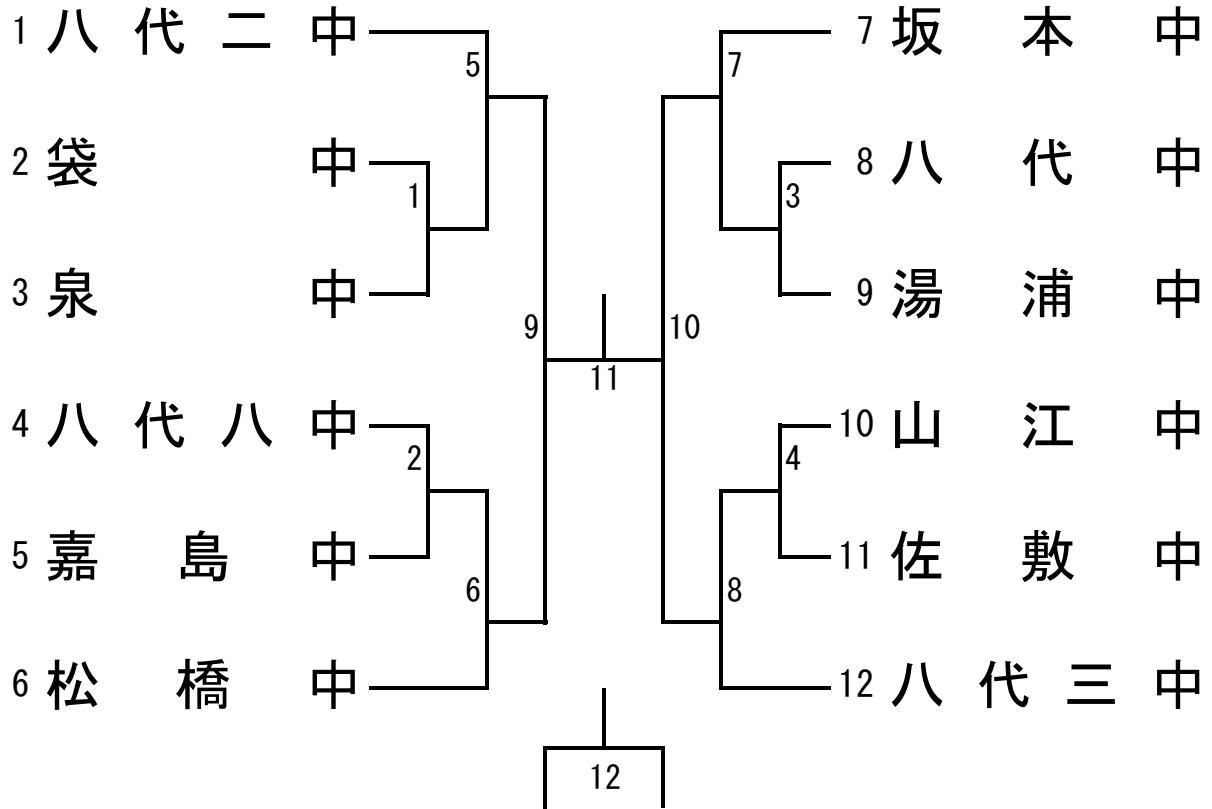 1 八代二中
5
2 袋中
1
3 泉中
9
4 八代八中
2
5 嘉島中
6
6 松橋中
11
12
7 坂本中
7
8 八代中
3
9 湯浦中
10
10 山江中
4
11 佐敷中
8
12 八代三中